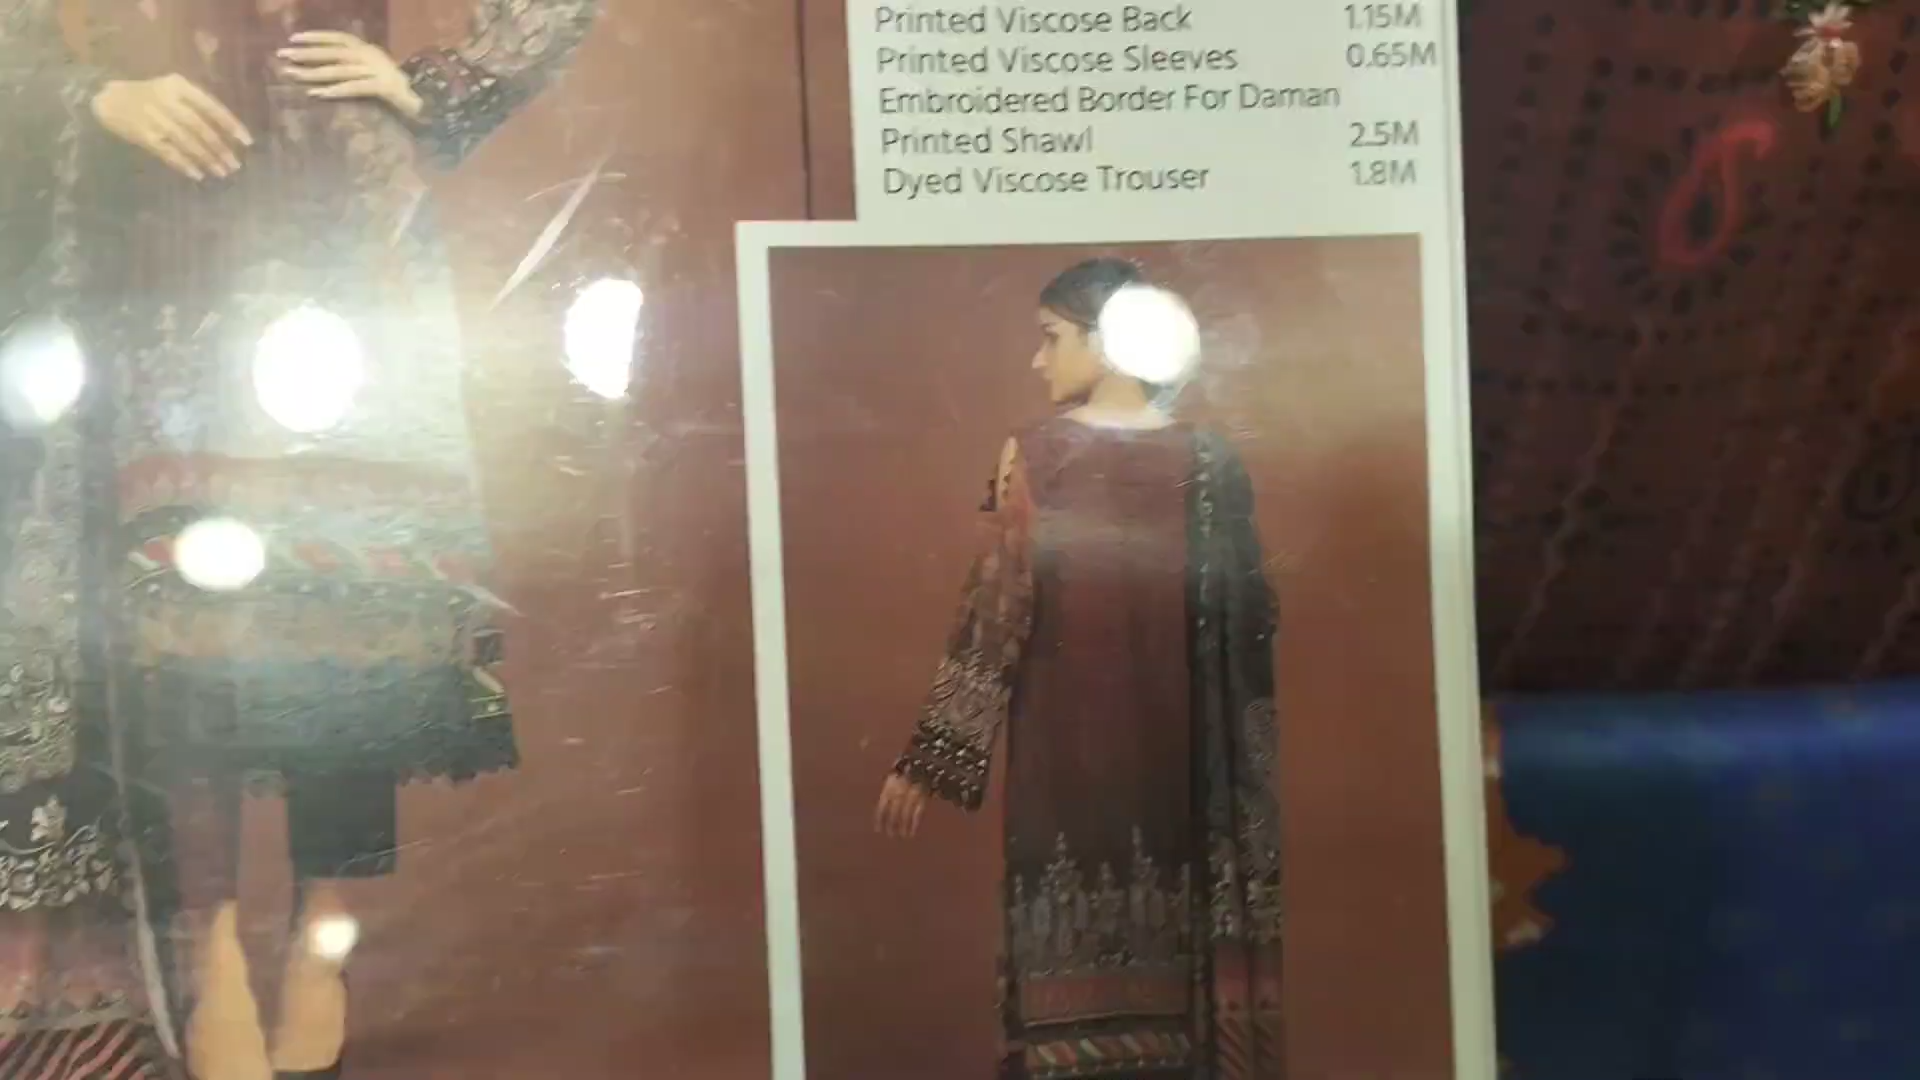 Printed Viscose Back 1.15M
Printed Viscose Sleeves 0.65M
Embroidered Border For Daman
Printed Shawl 2.5M
Dyed Viscose Trouser 1.8M